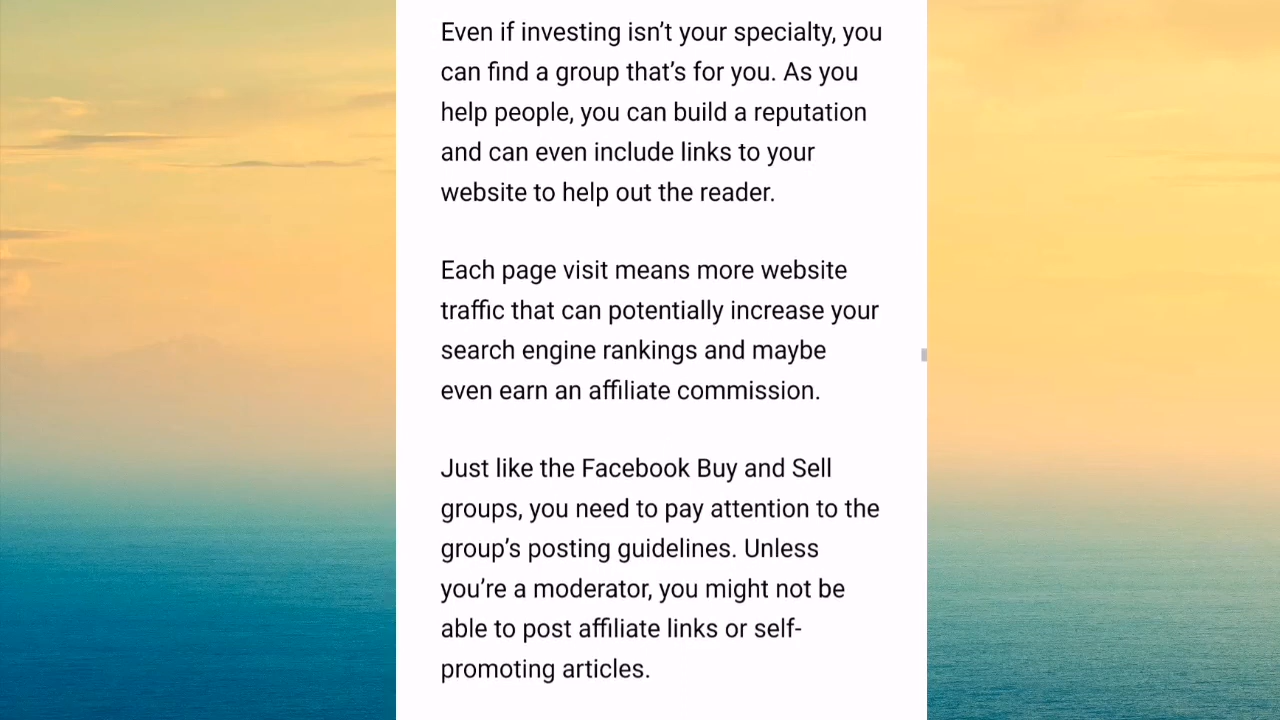 Even if investing isn’t your specialty, you
can find a group that’s for you. As you
help people, you can build a reputation
and can even include links to your
website to help out the reader.
Each page visit means more website
traffic that can potentially increase your
search engine rankings and maybe
even earn an affiliate commission.
Just like the Facebook Buy and Sell
groups, you need to pay attention to the
group’s posting guidelines. Unless
you’re a moderator, you might not be
able to post affiliate links or self-
promoting articles.